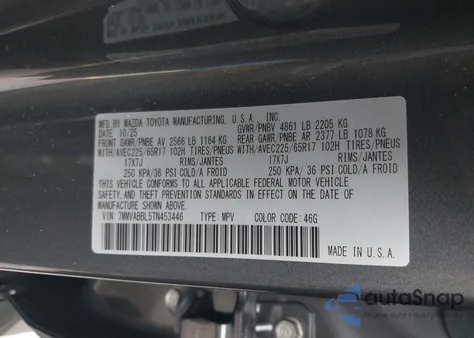 MFD. BY MAZDA TOYOTA MANUFACTURING, U.S.A., INC.
DATE: 10/25 GVWR/PNBV 4861 LB 2205 KG
FRONT GAWR/PNBE AV 2566 LB 1164 KG REAR GAWR/PNBE AR 2377 LB 1078 KG
WITH/AVEC225/65R17 102H TIRES/PNEUS WITH/AVEC225/65R17 102H TIRES/PNEUS
17X7J RIMS/JANTES 17X7J RIMS/JANTES
250 KPA/ 36 PSI COLD/A FROID 250 KPA/ 36 PSI COLD/A FROID
THIS VEHICLE CONFORMS TO ALL APPLICABLE FEDERAL MOTOR VEHICLE
SAFETY, AND THEFT PREVENTION STANDARDS IN EFFECT ON THE DATE OF
MANUFACTURE SHOWN ABOVE.
VIN: 7MMVABBL5TN453446 TYPE: MPV COLOR CODE: 46G
MADE IN U.S.A.
autoSnap